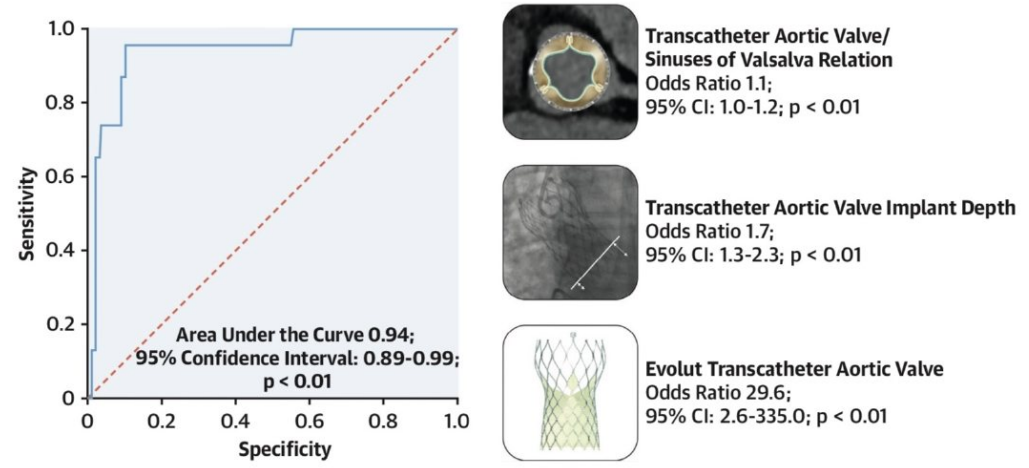 1.0
0.8
0.6
0.4
0.2
0
Sensitivity
0
0.2
0.4
0.6
0.8
1.0
Specificity
Area Under the Curve 0.94;
95% Confidence Interval: 0.89-0.99;
p < 0.01
Transcatheter Aortic Valve/
Sinuses of Valsalva Relation
Odds Ratio 1.1;
95% CI: 1.0-1.2; p < 0.01
Transcatheter Aortic Valve Implant Depth
Odds Ratio 1.7;
95% CI: 1.3-2.3; p < 0.01
Evolut Transcatheter Aortic Valve
Odds Ratio 29.6;
95% CI: 2.6-335.0; p < 0.01